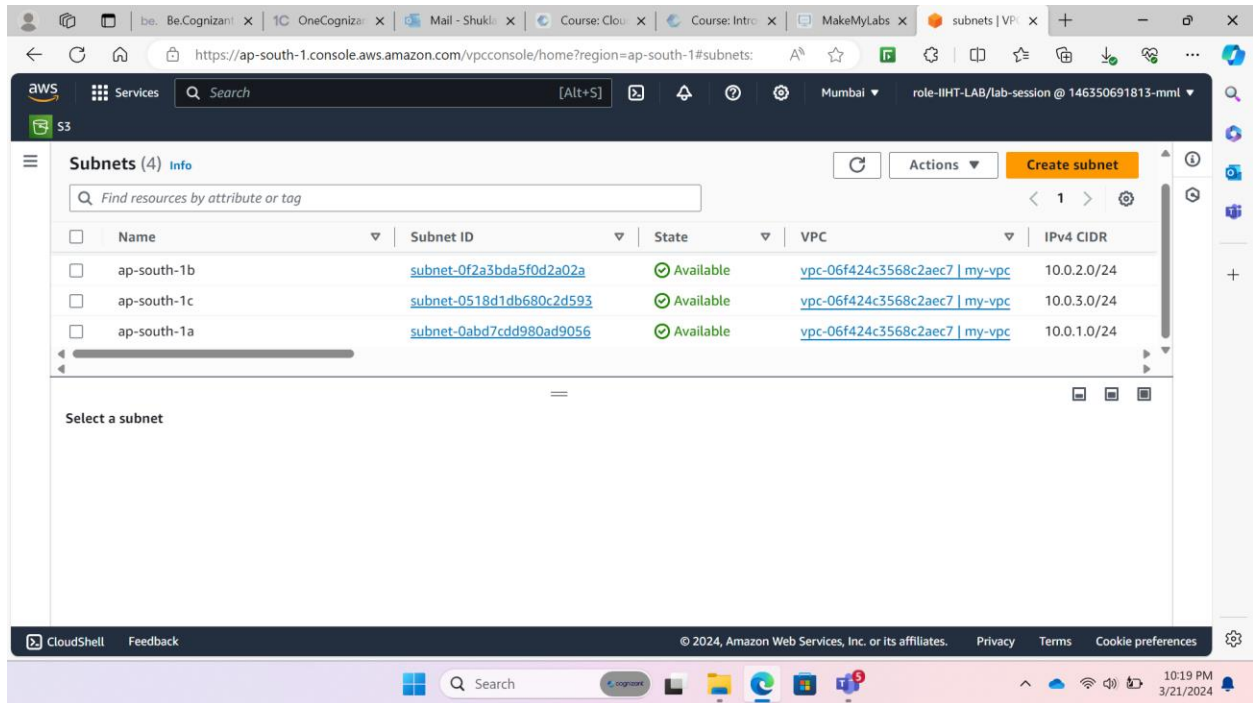 be. Be.Cognizant
1C OneCognizar
Mail - Shukla
Course: Clou
Course: Intro
MakeMyLabs
subnets | VPC
https://ap-south-1.console.aws.amazon.com/vpcconsole/home?region=ap-south-1#subnets:
aws
Services
Search
[Alt+S]
Mumbai
role-IIHT-LAB/lab-session @ 146350691813-mml
S3
Subnets (4) Info
Actions
Create subnet
Find resources by attribute or tag
1
Name Subnet ID State VPC IPv4 CIDR
ap-south-1b subnet-0f2a3bda5f0d2a02a Available vpc-06f424c3568c2aec7 | my-vpc 10.0.2.0/24
ap-south-1c subnet-0518d1db680c2d593 Available vpc-06f424c3568c2aec7 | my-vpc 10.0.3.0/24
ap-south-1a subnet-0abd7cdd980ad9056 Available vpc-06f424c3568c2aec7 | my-vpc 10.0.1.0/24
Select a subnet
CloudShell Feedback © 2024, Amazon Web Services, Inc. or its affiliates. Privacy Terms Cookie preferences
Search
cognizant
5
10:19 PM
3/21/2024